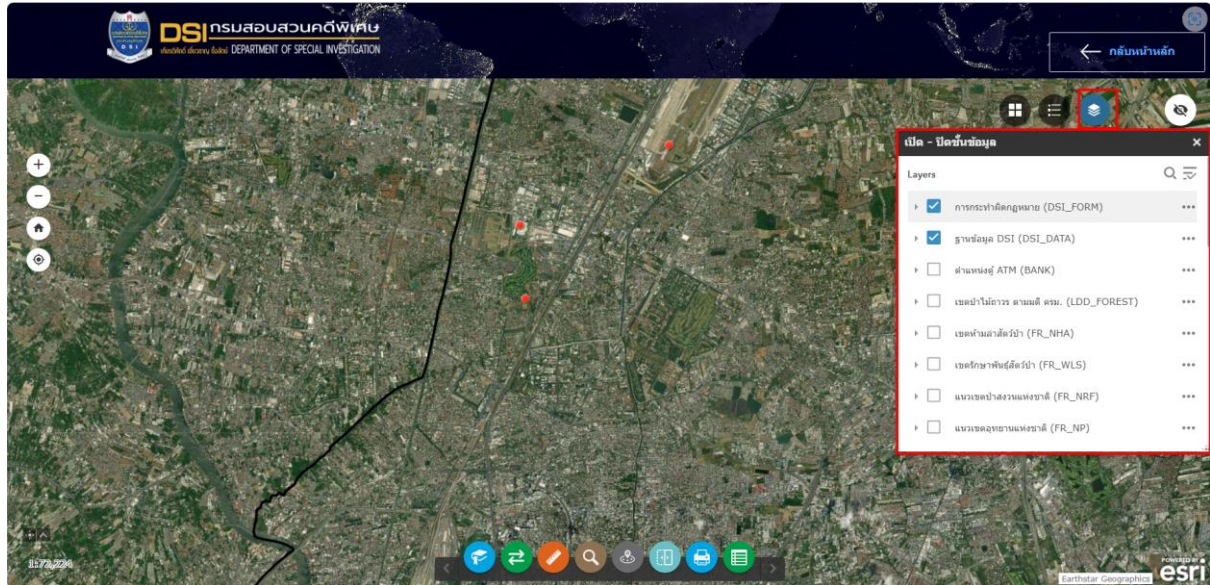 DSI กรมสอบสวนคดีพิเศษ
DEPARTMENT OF SPECIAL INVESTIGATION
DSI
กลับหน้าหลัก
เปิด - ปิดชั้นข้อมูล
Layers
การกระทำผิดกฎหมาย (DSI_FORM)
ฐานข้อมูล DSI (DSI_DATA)
ตำแหน่งตู้ ATM (BANK)
เขตป่าไม้ถาวร ตามมติ ครม. (LDD_FOREST)
เขตห้ามล่าสัตว์ป่า (FR_NHA)
เขตรักษาพันธุ์สัตว์ป่า (FR_WLS)
แนวเขตป่าสงวนแห่งชาติ (FR_NRF)
แนวเขตอุทยานแห่งชาติ (FR_NP)
Earthstar Geographics
POWERED BY
esri